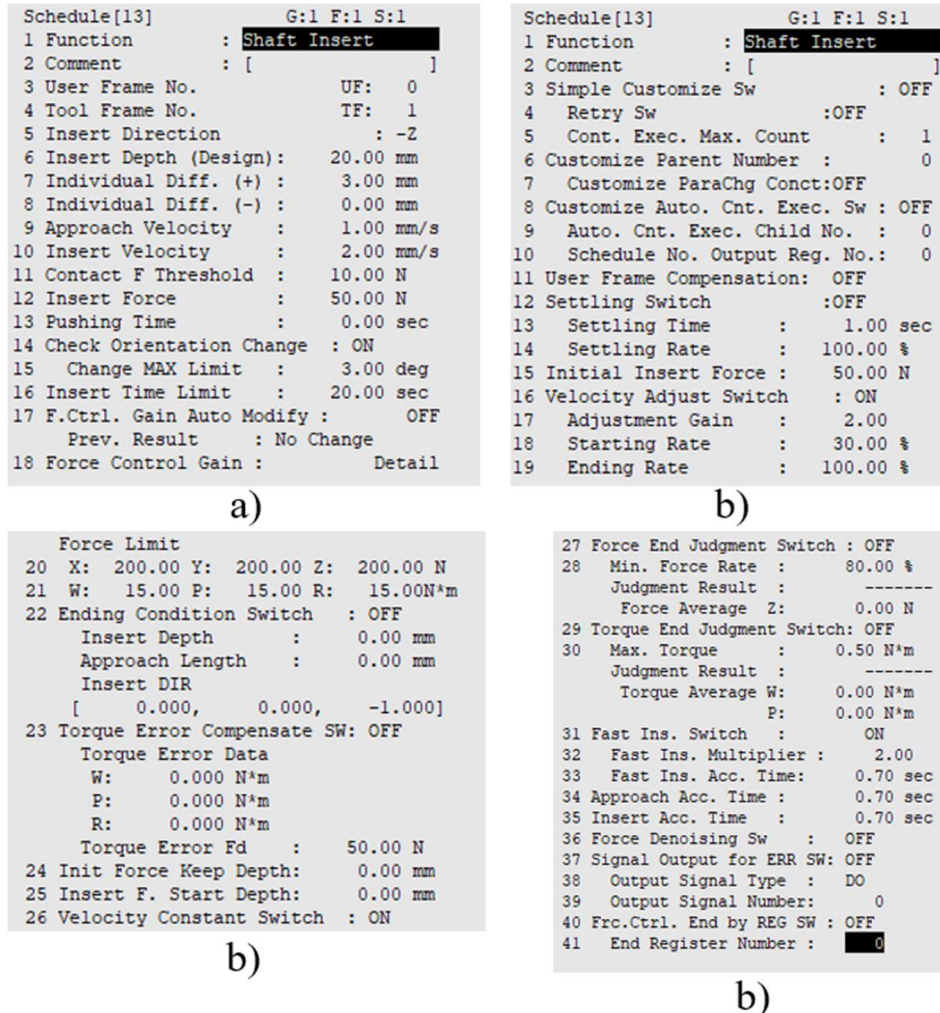 Schedule[13] G:1 F:1 S:1
1 Function : Shaft Insert
2 Comment : [ ]
3 User Frame No. UF: 0
4 Tool Frame No. TF: 1
5 Insert Direction : -Z
6 Insert Depth (Design): 20.00 mm
7 Individual Diff. (+) : 3.00 mm
8 Individual Diff. (-) : 0.00 mm
9 Approach Velocity : 1.00 mm/s
10 Insert Velocity : 2.00 mm/s
11 Contact F Threshold : 10.00 N
12 Insert Force : 50.00 N
13 Pushing Time : 0.00 sec
14 Check Orientation Change : ON
15 Change MAX Limit : 3.00 deg
16 Insert Time Limit : 20.00 sec
17 F.Ctrl. Gain Auto Modify : OFF
Prev. Result : No Change
18 Force Control Gain : Detail
a)
Schedule[13] G:1 F:1 S:1
1 Function : Shaft Insert
2 Comment : [ ]
3 Simple Customize Sw : OFF
4 Retry Sw :OFF
5 Cont. Exec. Max. Count : 1
6 Customize Parent Number : 0
7 Customize ParaChg Conct:OFF
8 Customize Auto. Cnt. Exec. Sw : OFF
9 Auto. Cnt. Exec. Child No. : 0
10 Schedule No. Output Reg. No.: 0
11 User Frame Compensation: OFF
12 Settling Switch :OFF
13 Settling Time : 1.00 sec
14 Settling Rate : 100.00 %
15 Initial Insert Force : 50.00 N
16 Velocity Adjust Switch : ON
17 Adjustment Gain : 2.00
18 Starting Rate : 30.00 %
19 Ending Rate : 100.00 %
b)
Force Limit
20 X: 200.00 Y: 200.00 Z: 200.00 N
21 W: 15.00 P: 15.00 R: 15.00N*m
22 Ending Condition Switch : OFF
Insert Depth : 0.00 mm
Approach Length : 0.00 mm
Insert DIR
[ 0.000, 0.000, -1.000]
23 Torque Error Compensate SW: OFF
Torque Error Data
W: 0.000 N*m
P: 0.000 N*m
R: 0.000 N*m
Torque Error Fd : 50.00 N
24 Init Force Keep Depth: 0.00 mm
25 Insert F. Start Depth: 0.00 mm
26 Velocity Constant Switch : ON
b)
27 Force End Judgment Switch : OFF
28 Min. Force Rate : 80.00 %
Judgment Result : -------
Force Average Z: 0.00 N
29 Torque End Judgment Switch: OFF
30 Max. Torque : 0.50 N*m
Judgment Result : -------
Torque Average W: 0.00 N*m
P: 0.00 N*m
31 Fast Ins. Switch : ON
32 Fast Ins. Multiplier : 2.00
33 Fast Ins. Acc. Time: 0.70 sec
34 Approach Acc. Time : 0.70 sec
35 Insert Acc. Time : 0.70 sec
36 Force Denoising Sw : OFF
37 Signal Output for ERR SW: OFF
38 Output Signal Type : DO
39 Output Signal Number: 0
40 Frc.Ctrl. End by REG SW : OFF
41 End Register Number : 0
b)